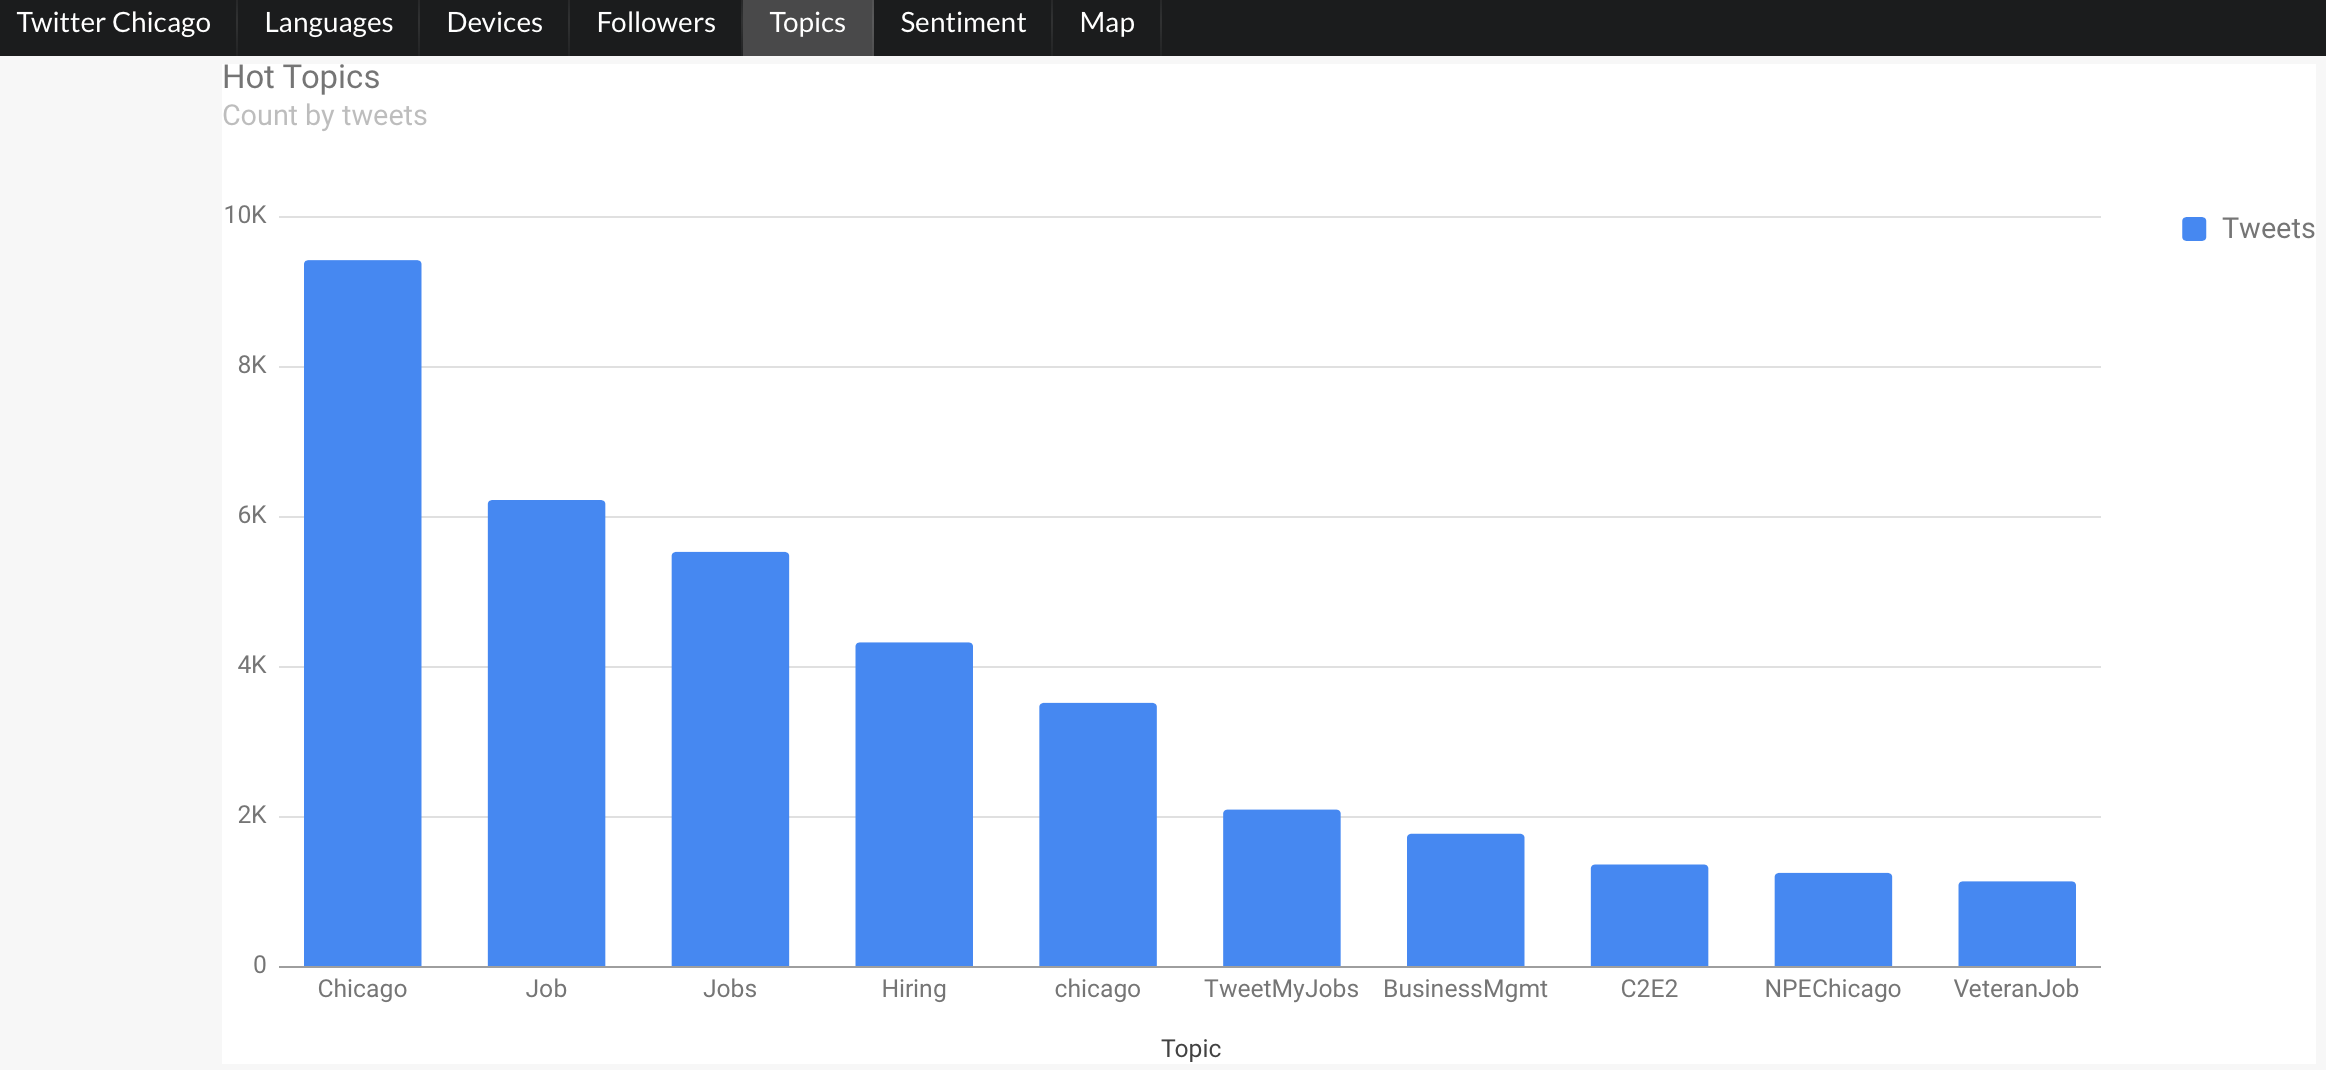 Twitter Chicago Languages Devices Followers Topics Sentiment Map
Hot Topics
Count by tweets
10K
8K
6K
4K
2K
0
Tweets
Chicago Job Jobs Hiring chicago TweetMyJobs BusinessMgmt C2E2 NPEChicago VeteranJob
Topic